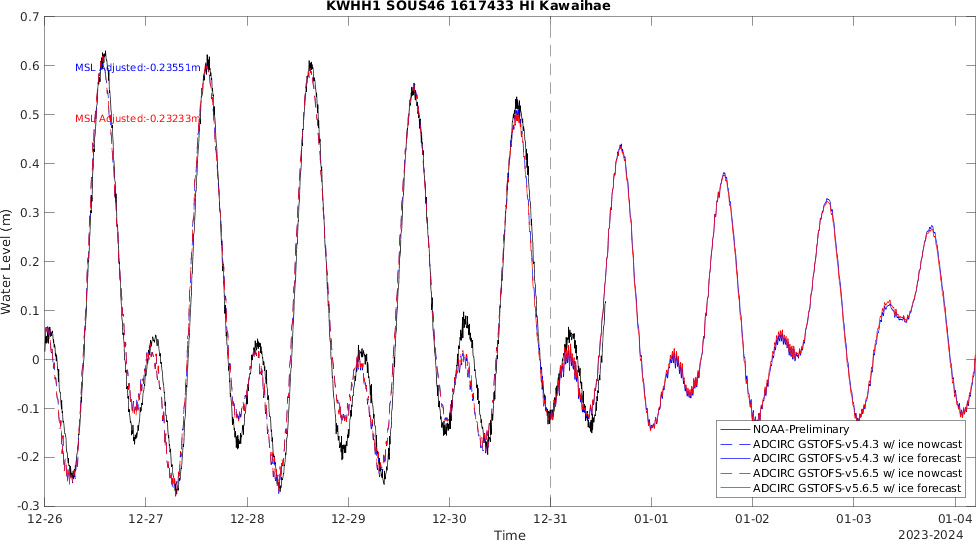 KWHH1 SOUS46 1617433 HI Kawaihae
0.7
0.6
0.5
0.4
0.3
0.2
0.1
0
-0.1
-0.2
-0.3
Water Level (m)
MSL Adjusted:-0.23551m
MSL Adjusted:-0.23233m
NOAA-Preliminary
ADCIRC GSTOFS-v5.4.3 w/ ice nowcast
ADCIRC GSTOFS-v5.4.3 w/ ice forecast
ADCIRC GSTOFS-v5.6.5 w/ ice nowcast
ADCIRC GSTOFS-v5.6.5 w/ ice forecast
12-26 12-27 12-28 12-29 12-30 12-31 01-01 01-02 01-03 01-04
Time
2023-2024